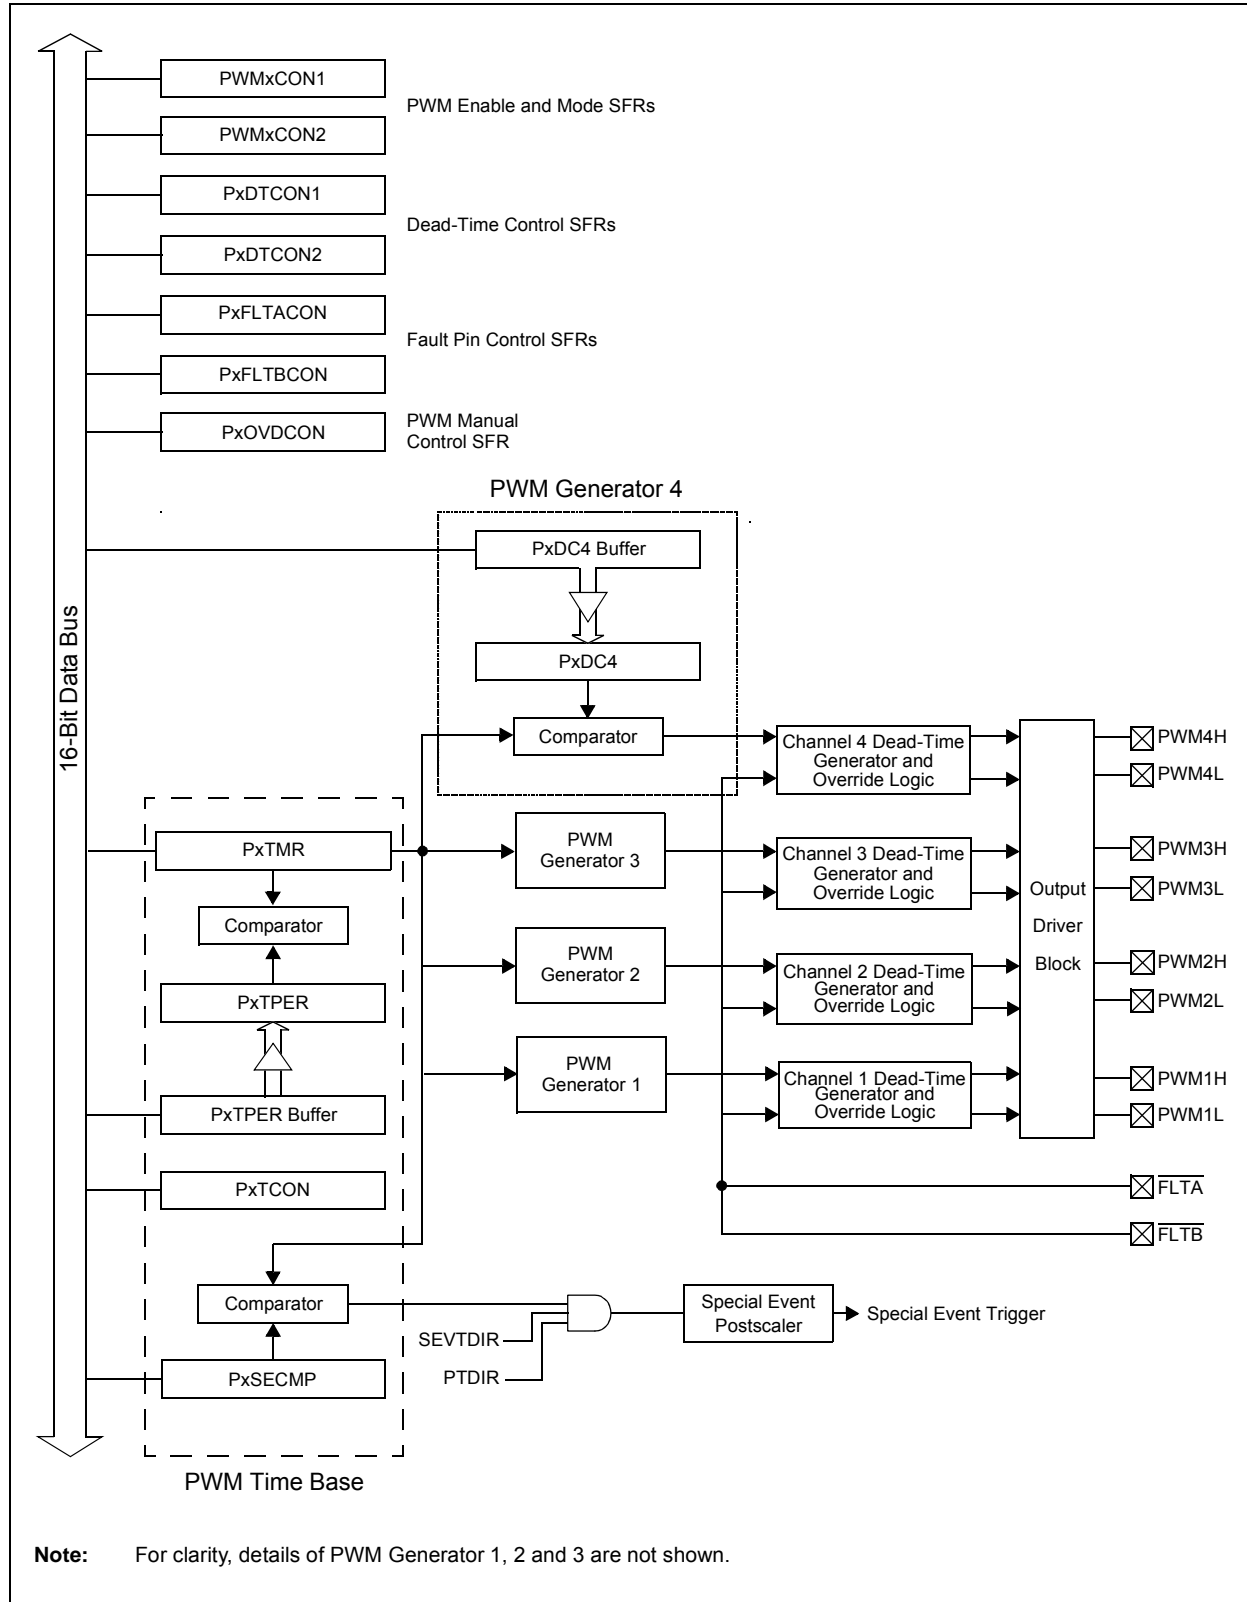 PWMxCON1
PWM Enable and Mode SFRs
PWMxCON2
PxDTCON1
Dead-Time Control SFRs
PxDTCON2
PxFLTACON
Fault Pin Control SFRs
PxFLTBCON
PxOVDCON
PWM Manual
Control SFR
16-Bit Data Bus
PWM Generator 4
PxDC4 Buffer
PxDC4
Comparator
Channel 4 Dead-Time
Generator and
Override Logic
PWM4H
PWM4L
PxTMR
PWM
Generator 3
Channel 3 Dead-Time
Generator and
Override Logic
PWM3H
PWM3L
Output
Driver
Block
Comparator
PxTPER
PWM
Generator 2
Channel 2 Dead-Time
Generator and
Override Logic
PWM2H
PWM2L
PxTPER Buffer
PWM
Generator 1
Channel 1 Dead-Time
Generator and
Override Logic
PWM1H
PWM1L
PxTCON
FLTA
FLTB
Comparator
SEVTDIR
PTDIR
Special Event
Postscaler
Special Event Trigger
PxSECMP
PWM Time Base
Note: For clarity, details of PWM Generator 1, 2 and 3 are not shown.